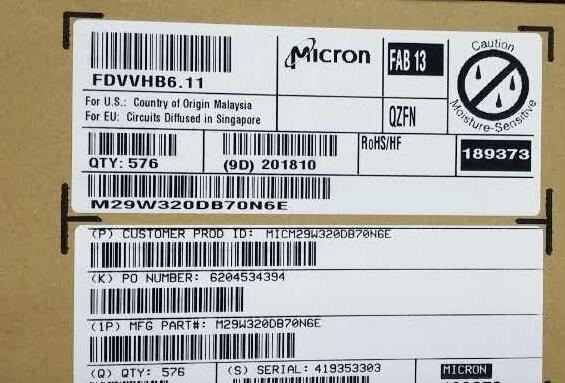 FDVVHB6.11
Micron
FAB 13
Caution
Moisture-Sensitive
For U.S.: Country of Origin Malaysia
For EU: Circuits Diffused in Singapore
QZFN
QTY: 576
(9D) 201810
RoHS/HF
189373
M29W320DB70N6E
(P) CUSTOMER PROD ID: MICM29W320DB70N6E
(K) PO NUMBER: 6204534394
(1P) MFG PART#: M29W320DB70N6E
(Q) QTY: 576
(S) SERIAL: 419353303
MICRON